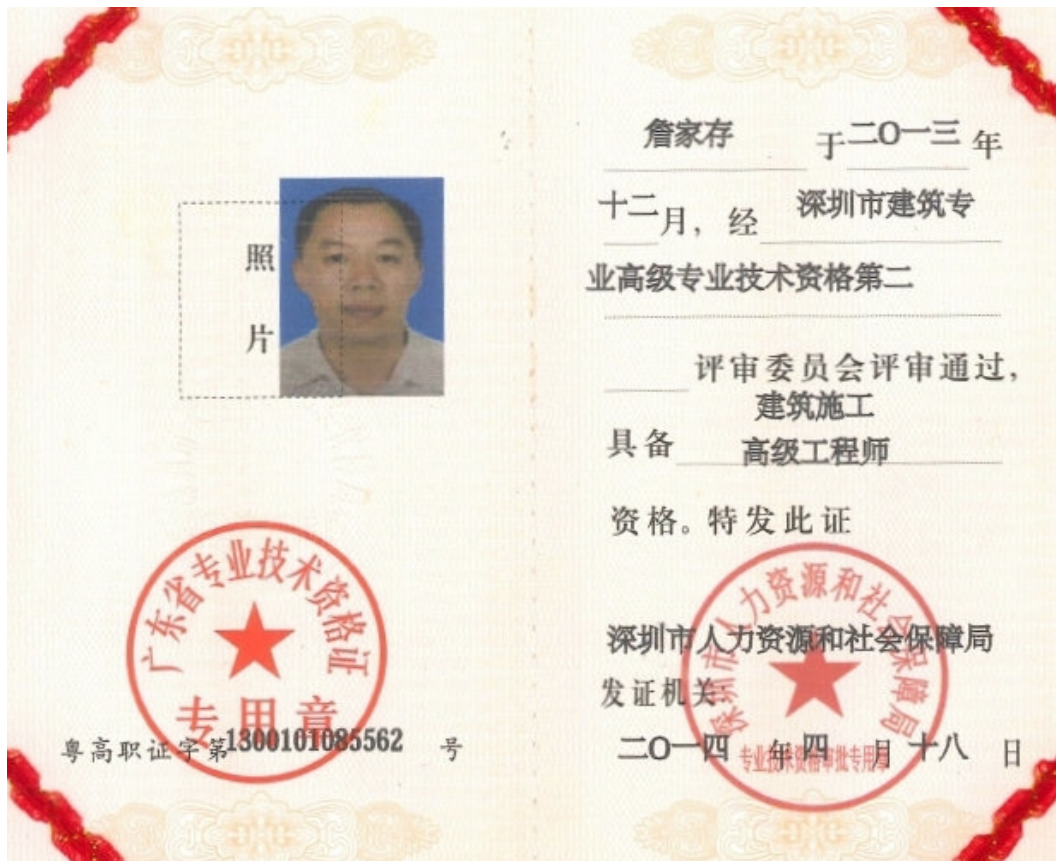 照
片
广东省专业技术资格证
专用章
粤高职证字第1300101085562 号
詹家存 于二〇一三年
十二月，经 深圳市建筑专
业高级专业技术资格第二
评审委员会评审通过，
建筑施工
具备 高级工程师
资格。特发此证
深圳市人力资源和社会保障局
深圳市人力资源和社会保障局
发证机关：
二〇一四 年 四 月 十八 日
专业技术资格审批专用章